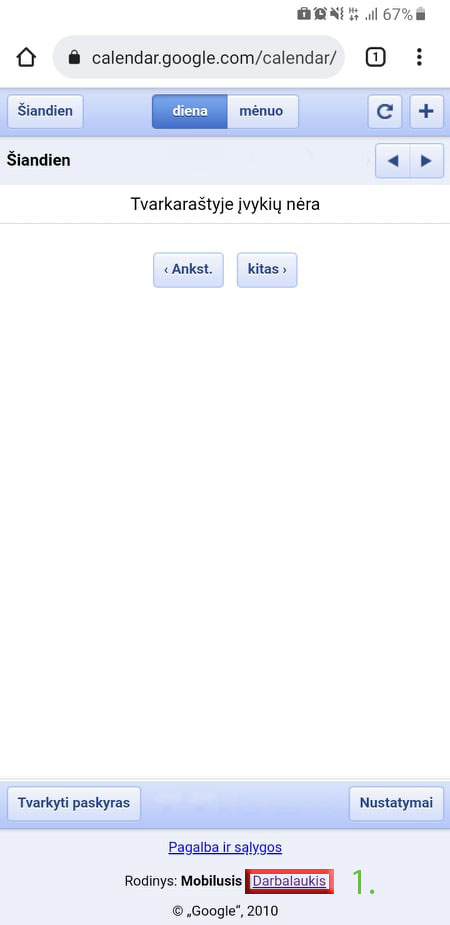 67%
calendar.google.com/calendar/
1
Šiandien
diena
mėnuo
Šiandien
Tvarkaraštyje įvykių nėra
‹ Ankst.
kitas ›
Tvarkyti paskyras
Nustatymai
Pagalba ir sąlygos
Rodinys: Mobilusis Darbalaukis 1.
© „Google“, 2010